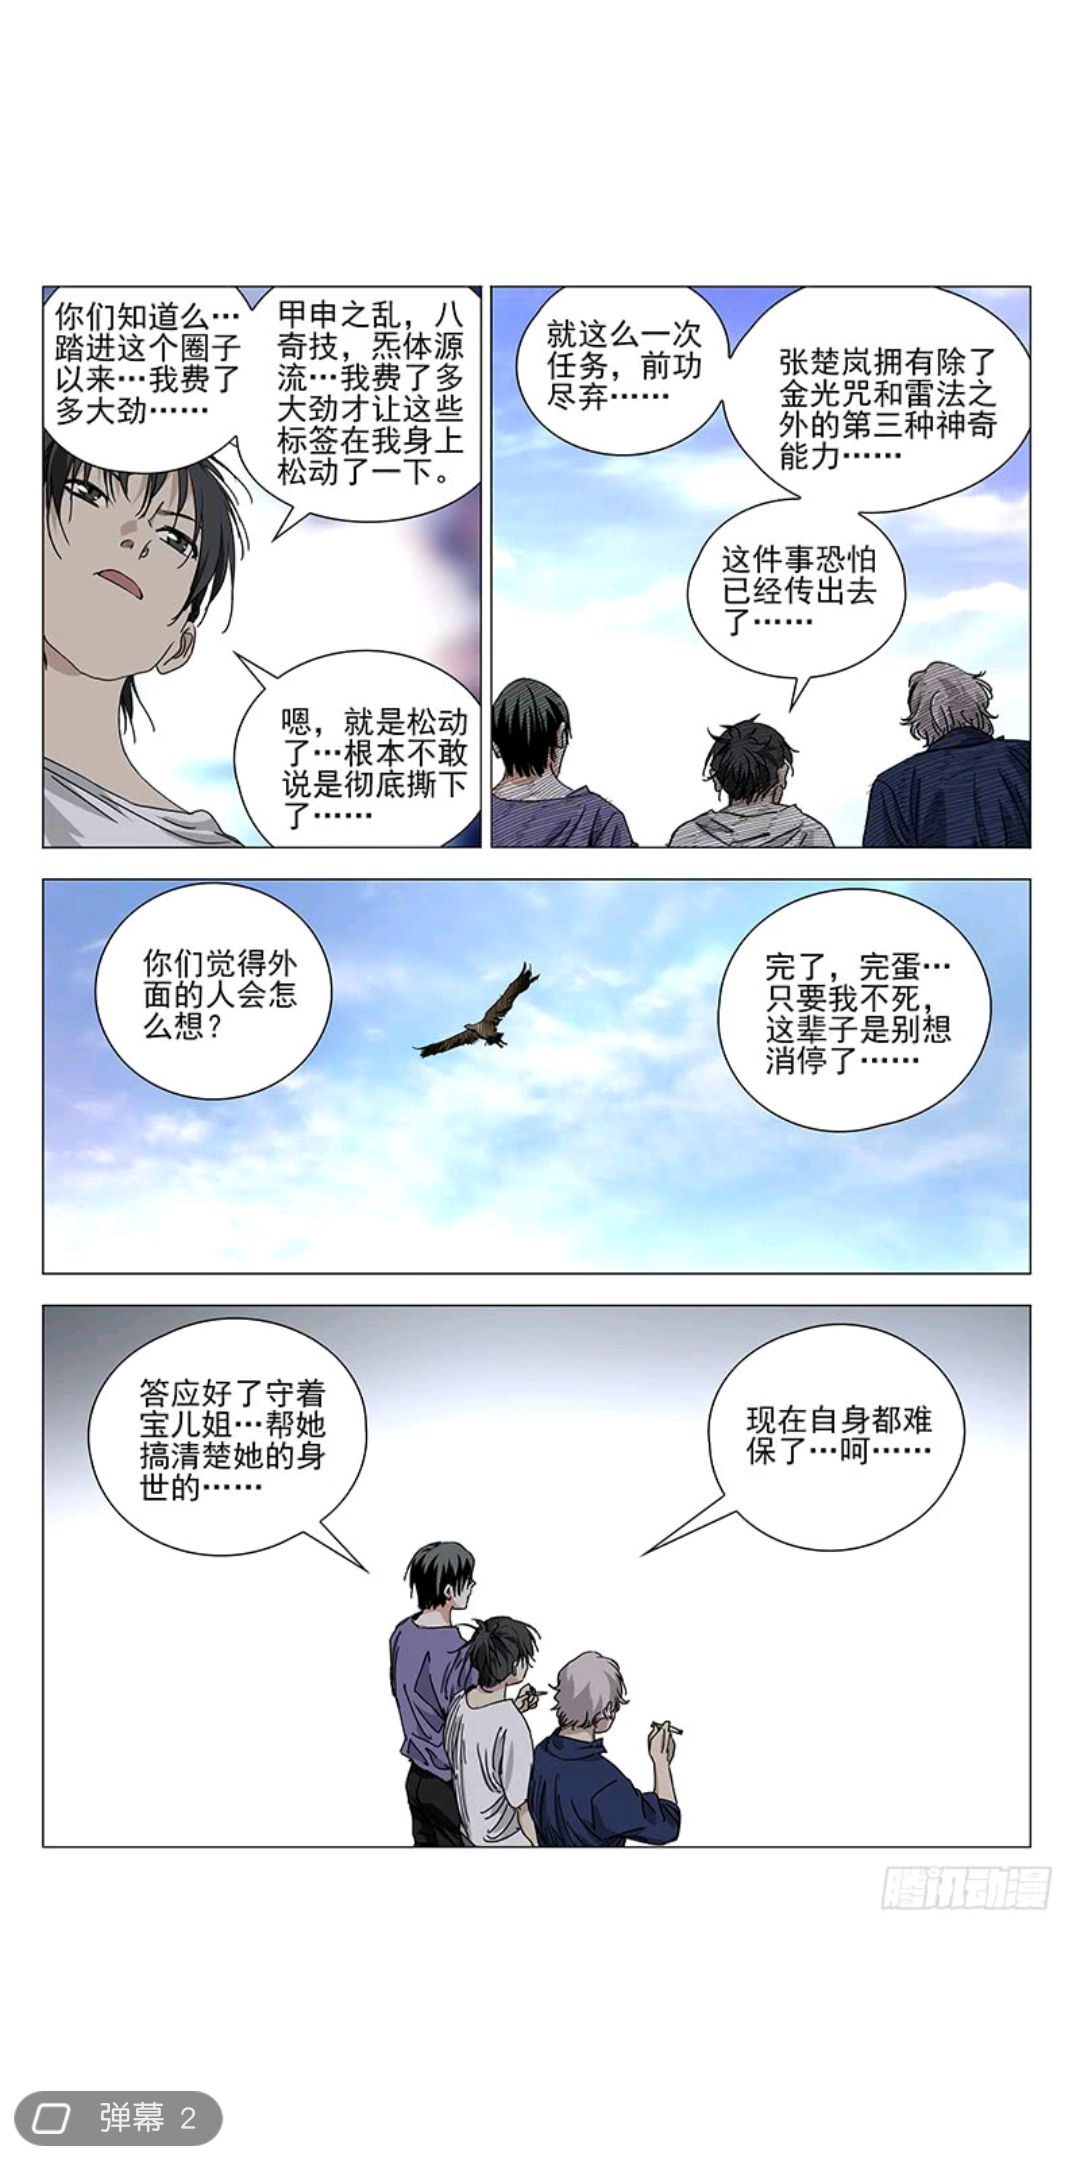 你们知道么…
踏进这个圈子
以来…我费了
多大劲……
甲申之乱，八
奇技，炁体源
流…我费了多
大劲才让这些
标签在我身上
松动了一下。
嗯，就是松动
了…根本不敢
说是彻底撕下
了……
就这么一次
任务，前功
尽弃……
张楚岚拥有除了
金光咒和雷法之
外的第三种神奇
能力……
这件事恐怕
已经传出去
了……
你们觉得外
面的人会怎
么想？
完了，完蛋…
只要我不死，
这辈子是别想
消停了……
答应好了守着
宝儿姐…帮她
搞清楚她的身
世的……
现在自身都难
保了…呵……
腾讯动漫
弹幕 2